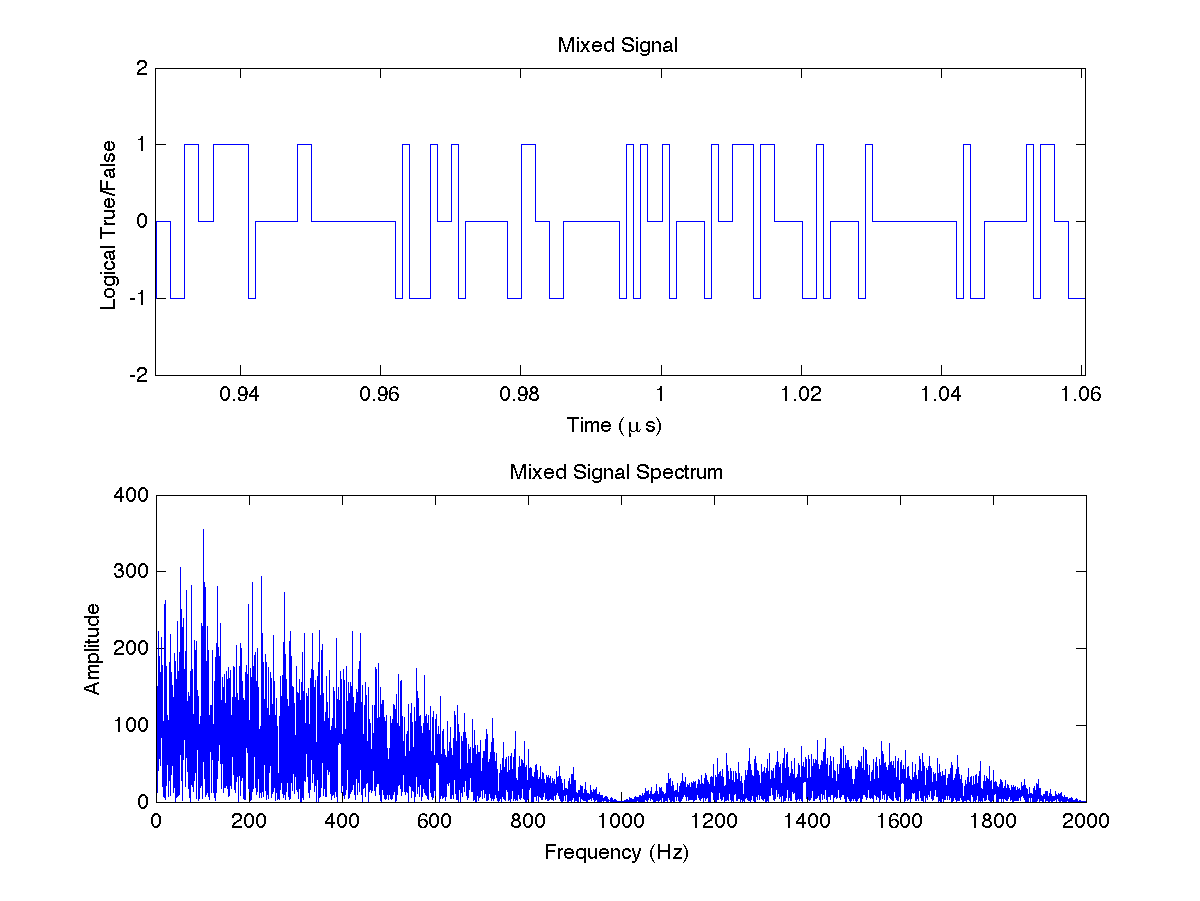 Mixed Signal
2
1
0
-1
-2
Logical True/False
0.94 0.96 0.98 1 1.02 1.04 1.06
Time (μ s)
Mixed Signal Spectrum
400
300
200
100
0
Amplitude
0 200 400 600 800 1000 1200 1400 1600 1800 2000
Frequency (Hz)